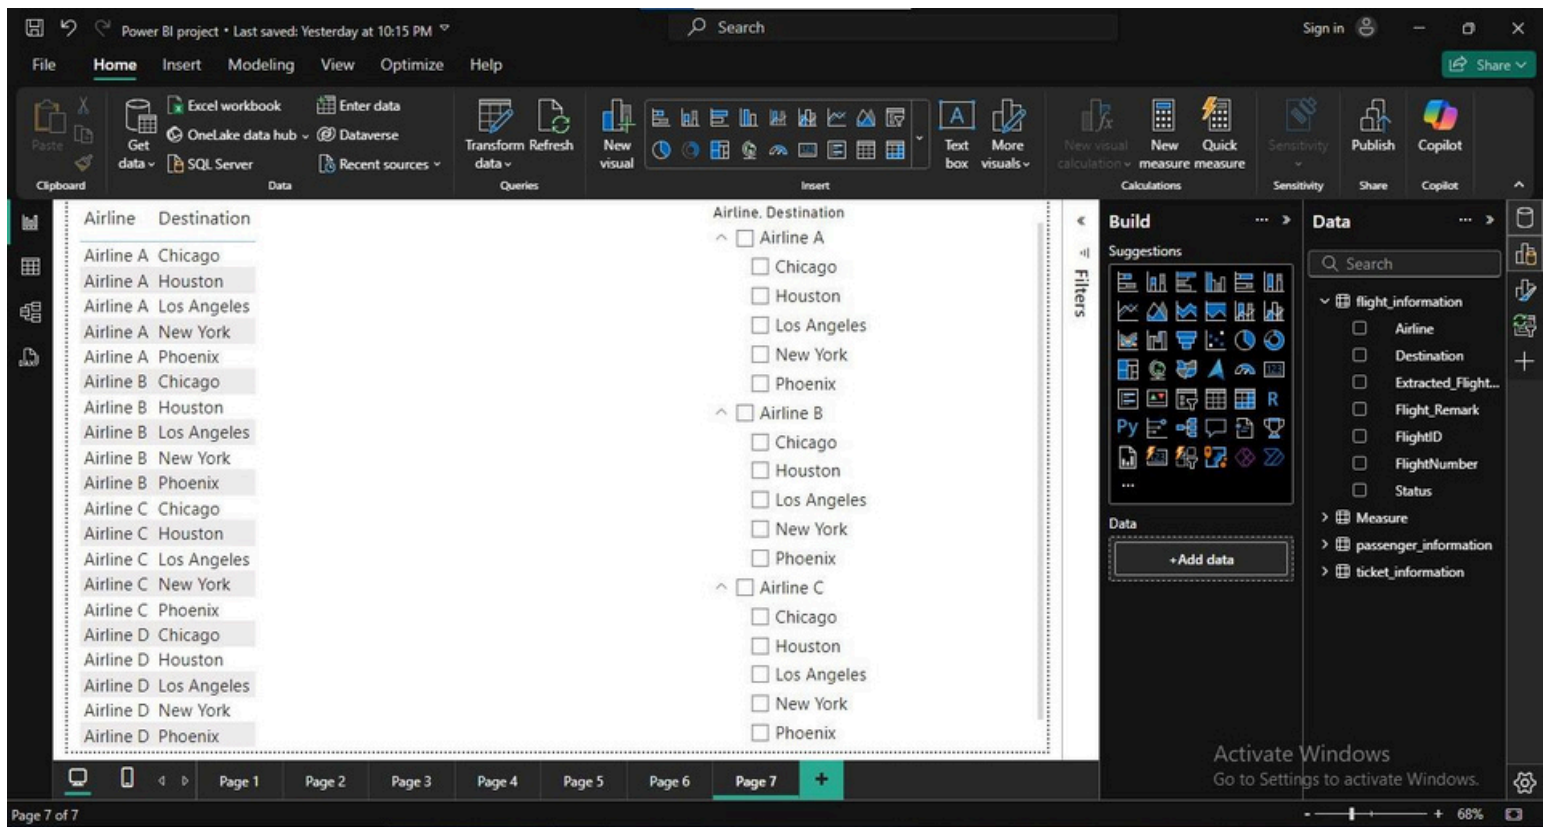 Power BI project • Last saved: Yesterday at 10:15 PM
Search
Sign in
File Home Insert Modeling View Optimize Help
Share
Paste
Get data
Excel workbook
OneLake data hub
SQL Server
Enter data
Dataverse
Recent sources
Transform data
Refresh
New visual
Text box
More visuals
New visual calculation
New measure
Quick measure
Sensitivity
Publish
Copilot
Clipboard Data Queries Insert Calculations Sensitivity Share Copilot
Airline Destination
Airline A Chicago
Airline A Houston
Airline A Los Angeles
Airline A New York
Airline A Phoenix
Airline B Chicago
Airline B Houston
Airline B Los Angeles
Airline B New York
Airline B Phoenix
Airline C Chicago
Airline C Houston
Airline C Los Angeles
Airline C New York
Airline C Phoenix
Airline D Chicago
Airline D Houston
Airline D Los Angeles
Airline D New York
Airline D Phoenix
Airline, Destination
Airline A
Chicago
Houston
Los Angeles
New York
Phoenix
Airline B
Chicago
Houston
Los Angeles
New York
Phoenix
Airline C
Chicago
Houston
Los Angeles
New York
Phoenix
Filters
Build ...
Suggestions
123
R
Py
...
Data
+Add data
Data ...
Search
flight_information
Airline
Destination
Extracted_Flight...
Flight_Remark
FlightID
FlightNumber
Status
Measure
passenger_information
ticket_information
Activate Windows
Go to Settings to activate Windows.
Page 1 Page 2 Page 3 Page 4 Page 5 Page 6 Page 7 +
Page 7 of 7
- + 68%